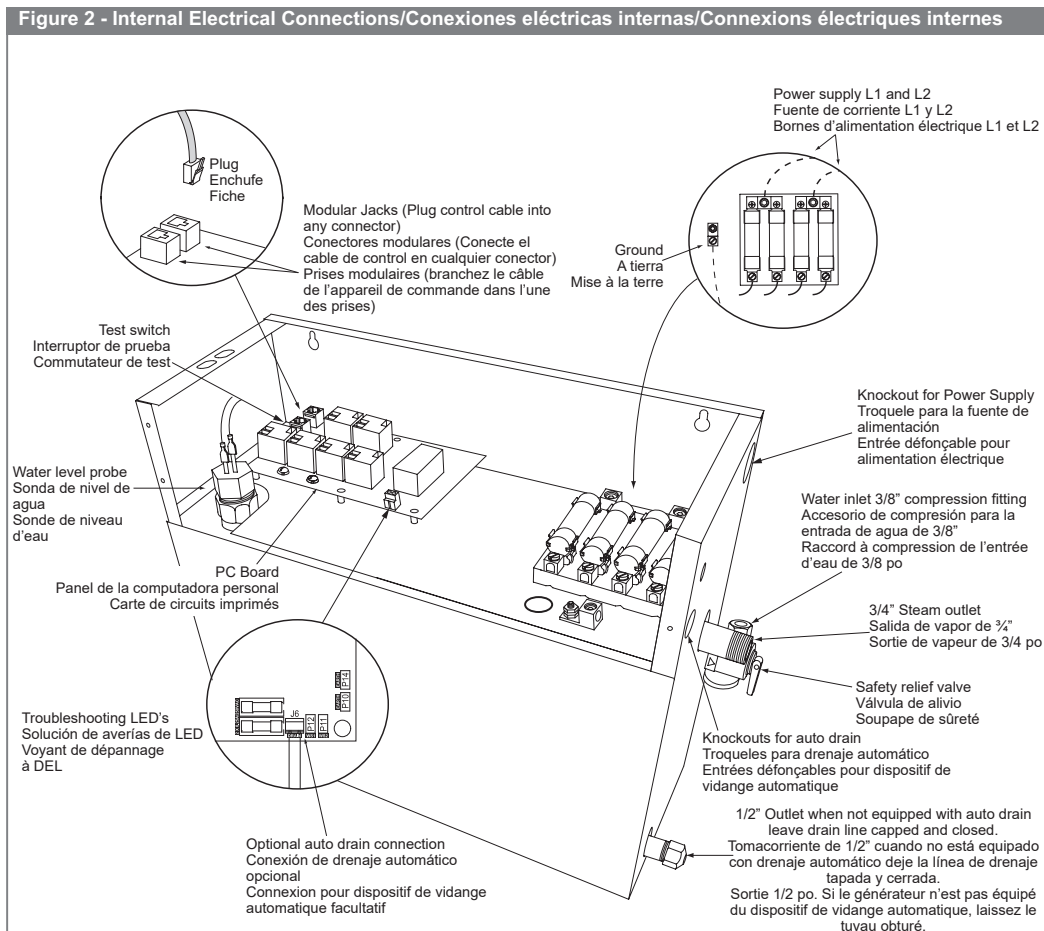 Figure 2 - Internal Electrical Connections/Conexiones eléctricas internas/Connexions électriques internes
Power supply L1 and L2
Fuente de corriente L1 y L2
Bornes d'alimentation électrique L1 et L2
Plug
Enchufe
Fiche
Modular Jacks (Plug control cable into
any connector)
Conectores modulares (Conecte el
cable de control en cualquier conector)
Prises modulaires (branchez le câble
de l'appareil de commande dans l'une
des prises)
Ground
A tierra
Mise à la terre
Test switch
Interruptor de prueba
Commutateur de test
Knockout for Power Supply
Troquele para la fuente de
alimentación
Entrée défonçable pour
alimentation électrique
Water level probe
Sonda de nivel de
agua
Sonde de niveau
d'eau
Water inlet 3/8” compression fitting
Accesorio de compresión para la
entrada de agua de 3/8”
Raccord à compression de l'entrée
d'eau de 3/8 po
PC Board
Panel de la computadora personal
Carte de circuits imprimés
3/4” Steam outlet
Salida de vapor de ¾”
Sortie de vapeur de 3/4 po
Safety relief valve
Válvula de alivio
Soupape de sûreté
Troubleshooting LED's
Solución de averías de LED
Voyant de dépannage
à DEL
J6
P12
P11
P10
P14
Knockouts for auto drain
Troqueles para drenaje automático
Entrées défonçables pour dispositif de
vidange automatique
Optional auto drain connection
Conexión de drenaje automático
opcional
Connexion pour dispositif de vidange
automatique facultatif
1/2” Outlet when not equipped with auto drain
leave drain line capped and closed.
Tomacorriente de 1/2” cuando no está equipado
con drenaje automático deje la línea de drenaje
tapada y cerrada.
Sortie 1/2 po. Si le générateur n'est pas équipé
du dispositif de vidange automatique, laissez le
tuyau obturé.